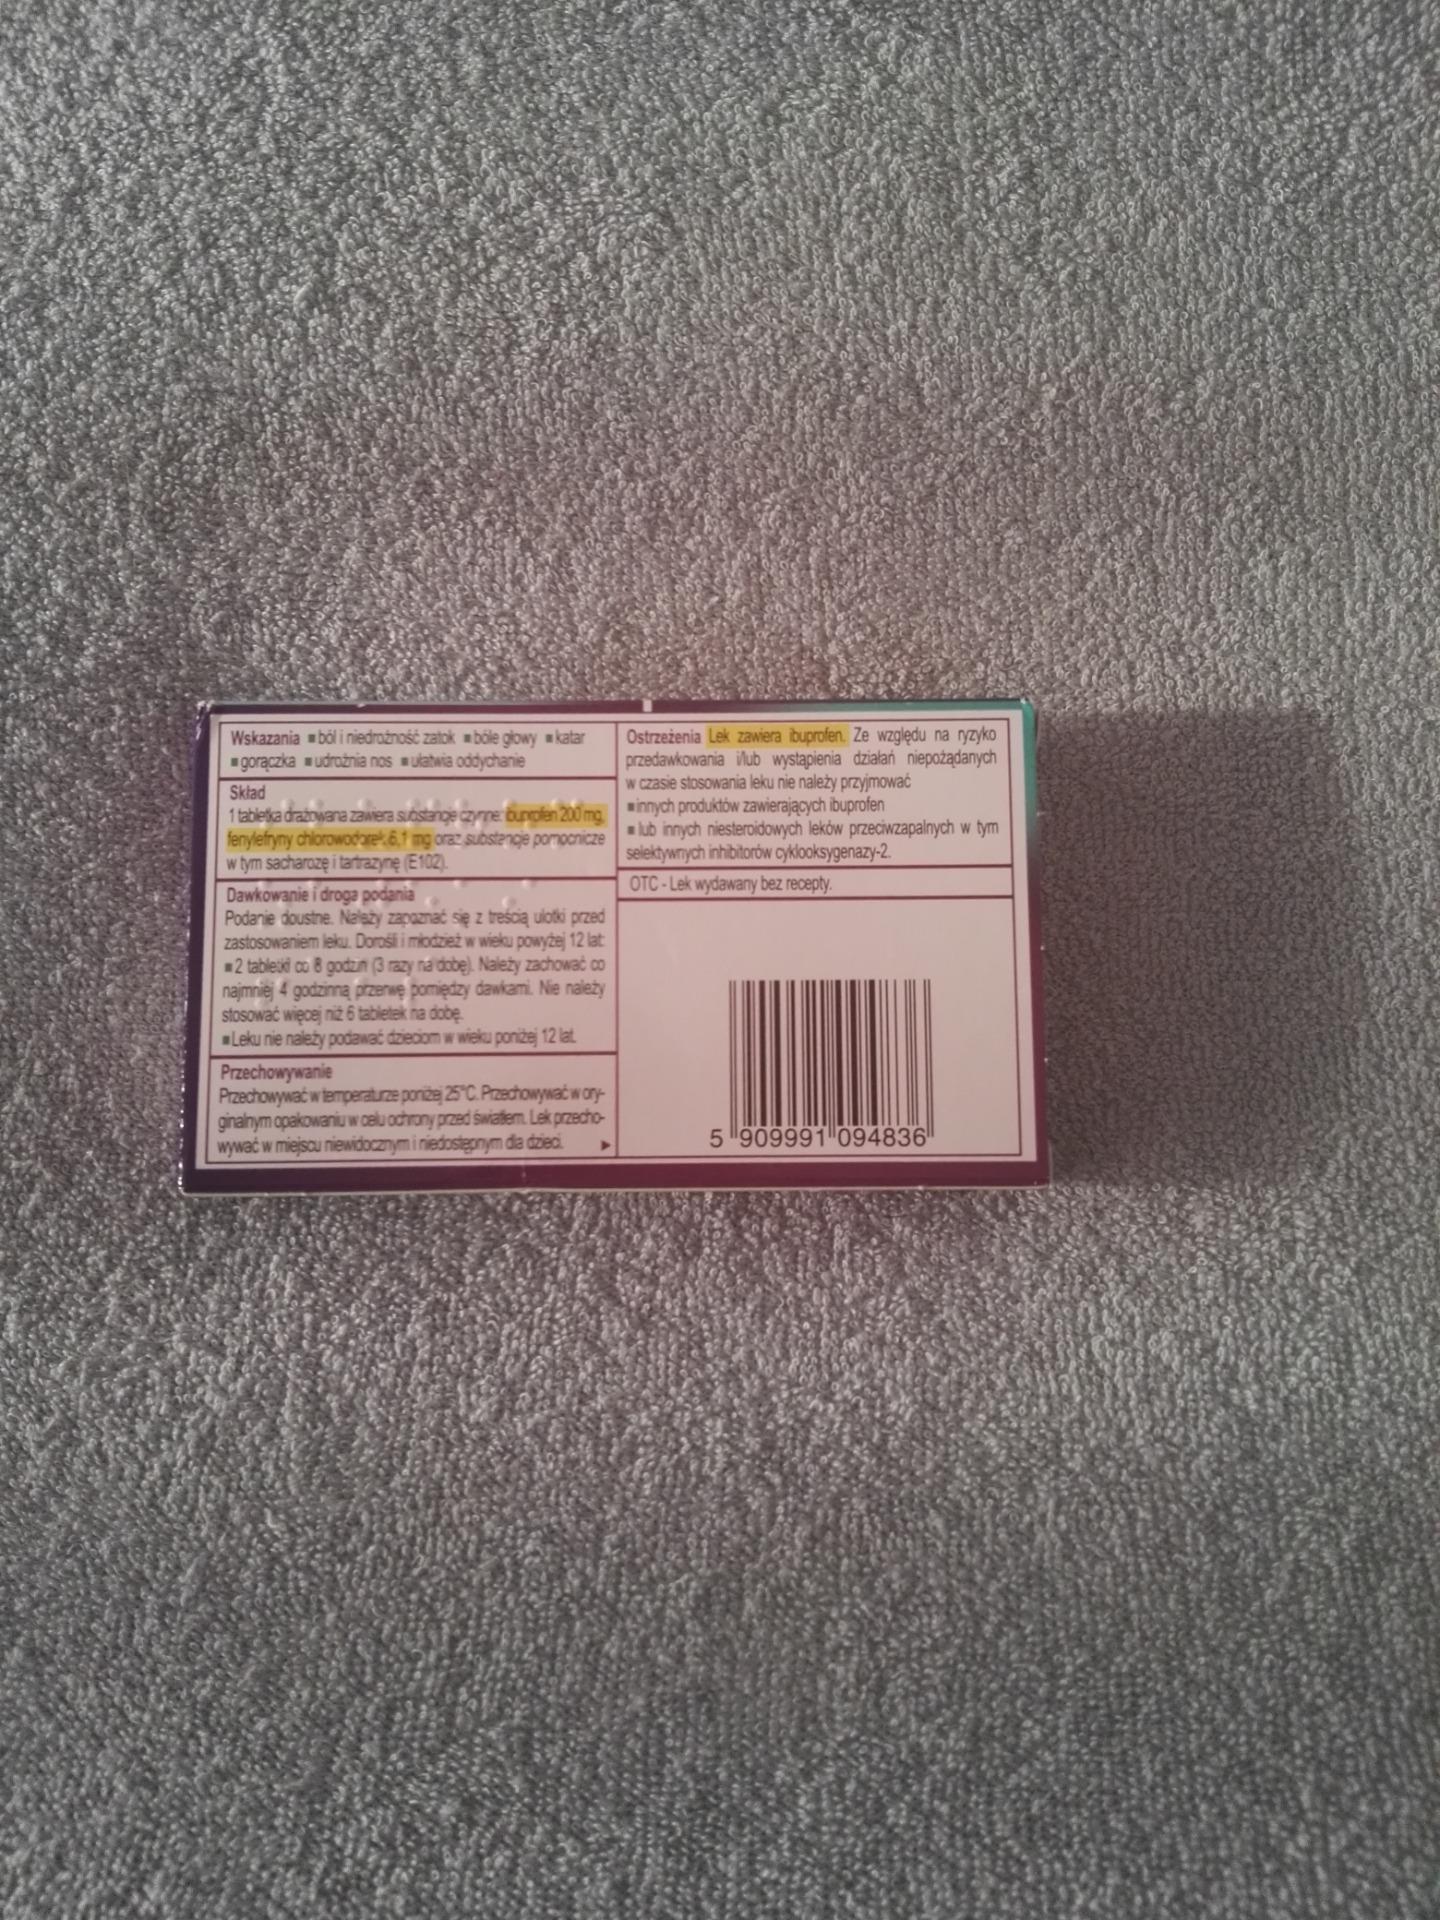 Wskazania ■ ból i niedrożność zatok ■ bóle głowy ■ katar
■ gorączka ■ udrożnia nos ■ ułatwia oddychanie
Skład
1 tabletka drażowana zawiera substancje czynne: ibuprofen 200 mg,
fenylefryny chlorowodorek 6,1 mg oraz substancje pomocnicze
w tym sacharozę i tartrazynę (E102).
Dawkowanie i droga podania
Podanie doustne. Należy zapoznać się z treścią ulotki przed
zastosowaniem leku. Dorośli i młodzież w wieku powyżej 12 lat:
■ 2 tabletki co 8 godzin (3 razy na dobę). Należy zachować co
najmniej 4 godzinną przerwę pomiędzy dawkami. Nie należy
stosować więcej niż 6 tabletek na dobę.
■ Leku nie należy podawać dzieciom w wieku poniżej 12 lat.
Przechowywanie
Przechowywać w temperaturze poniżej 25°C. Przechowywać w ory-
ginalnym opakowaniu w celu ochrony przed światłem. Lek przecho-
wywać w miejscu niewidocznym i niedostępnym dla dzieci. ►
Ostrzeżenia Lek zawiera ibuprofen. Ze względu na ryzyko
przedawkowania i/lub wystąpienia działań niepożądanych
w czasie stosowania leku nie należy przyjmować
■ innych produktów zawierających ibuprofen
■ lub innych niesteroidowych leków przeciwzapalnych w tym
selektywnych inhibitorów cyklooksygenazy-2.
OTC - Lek wydawany bez recepty.
5 909991 094836